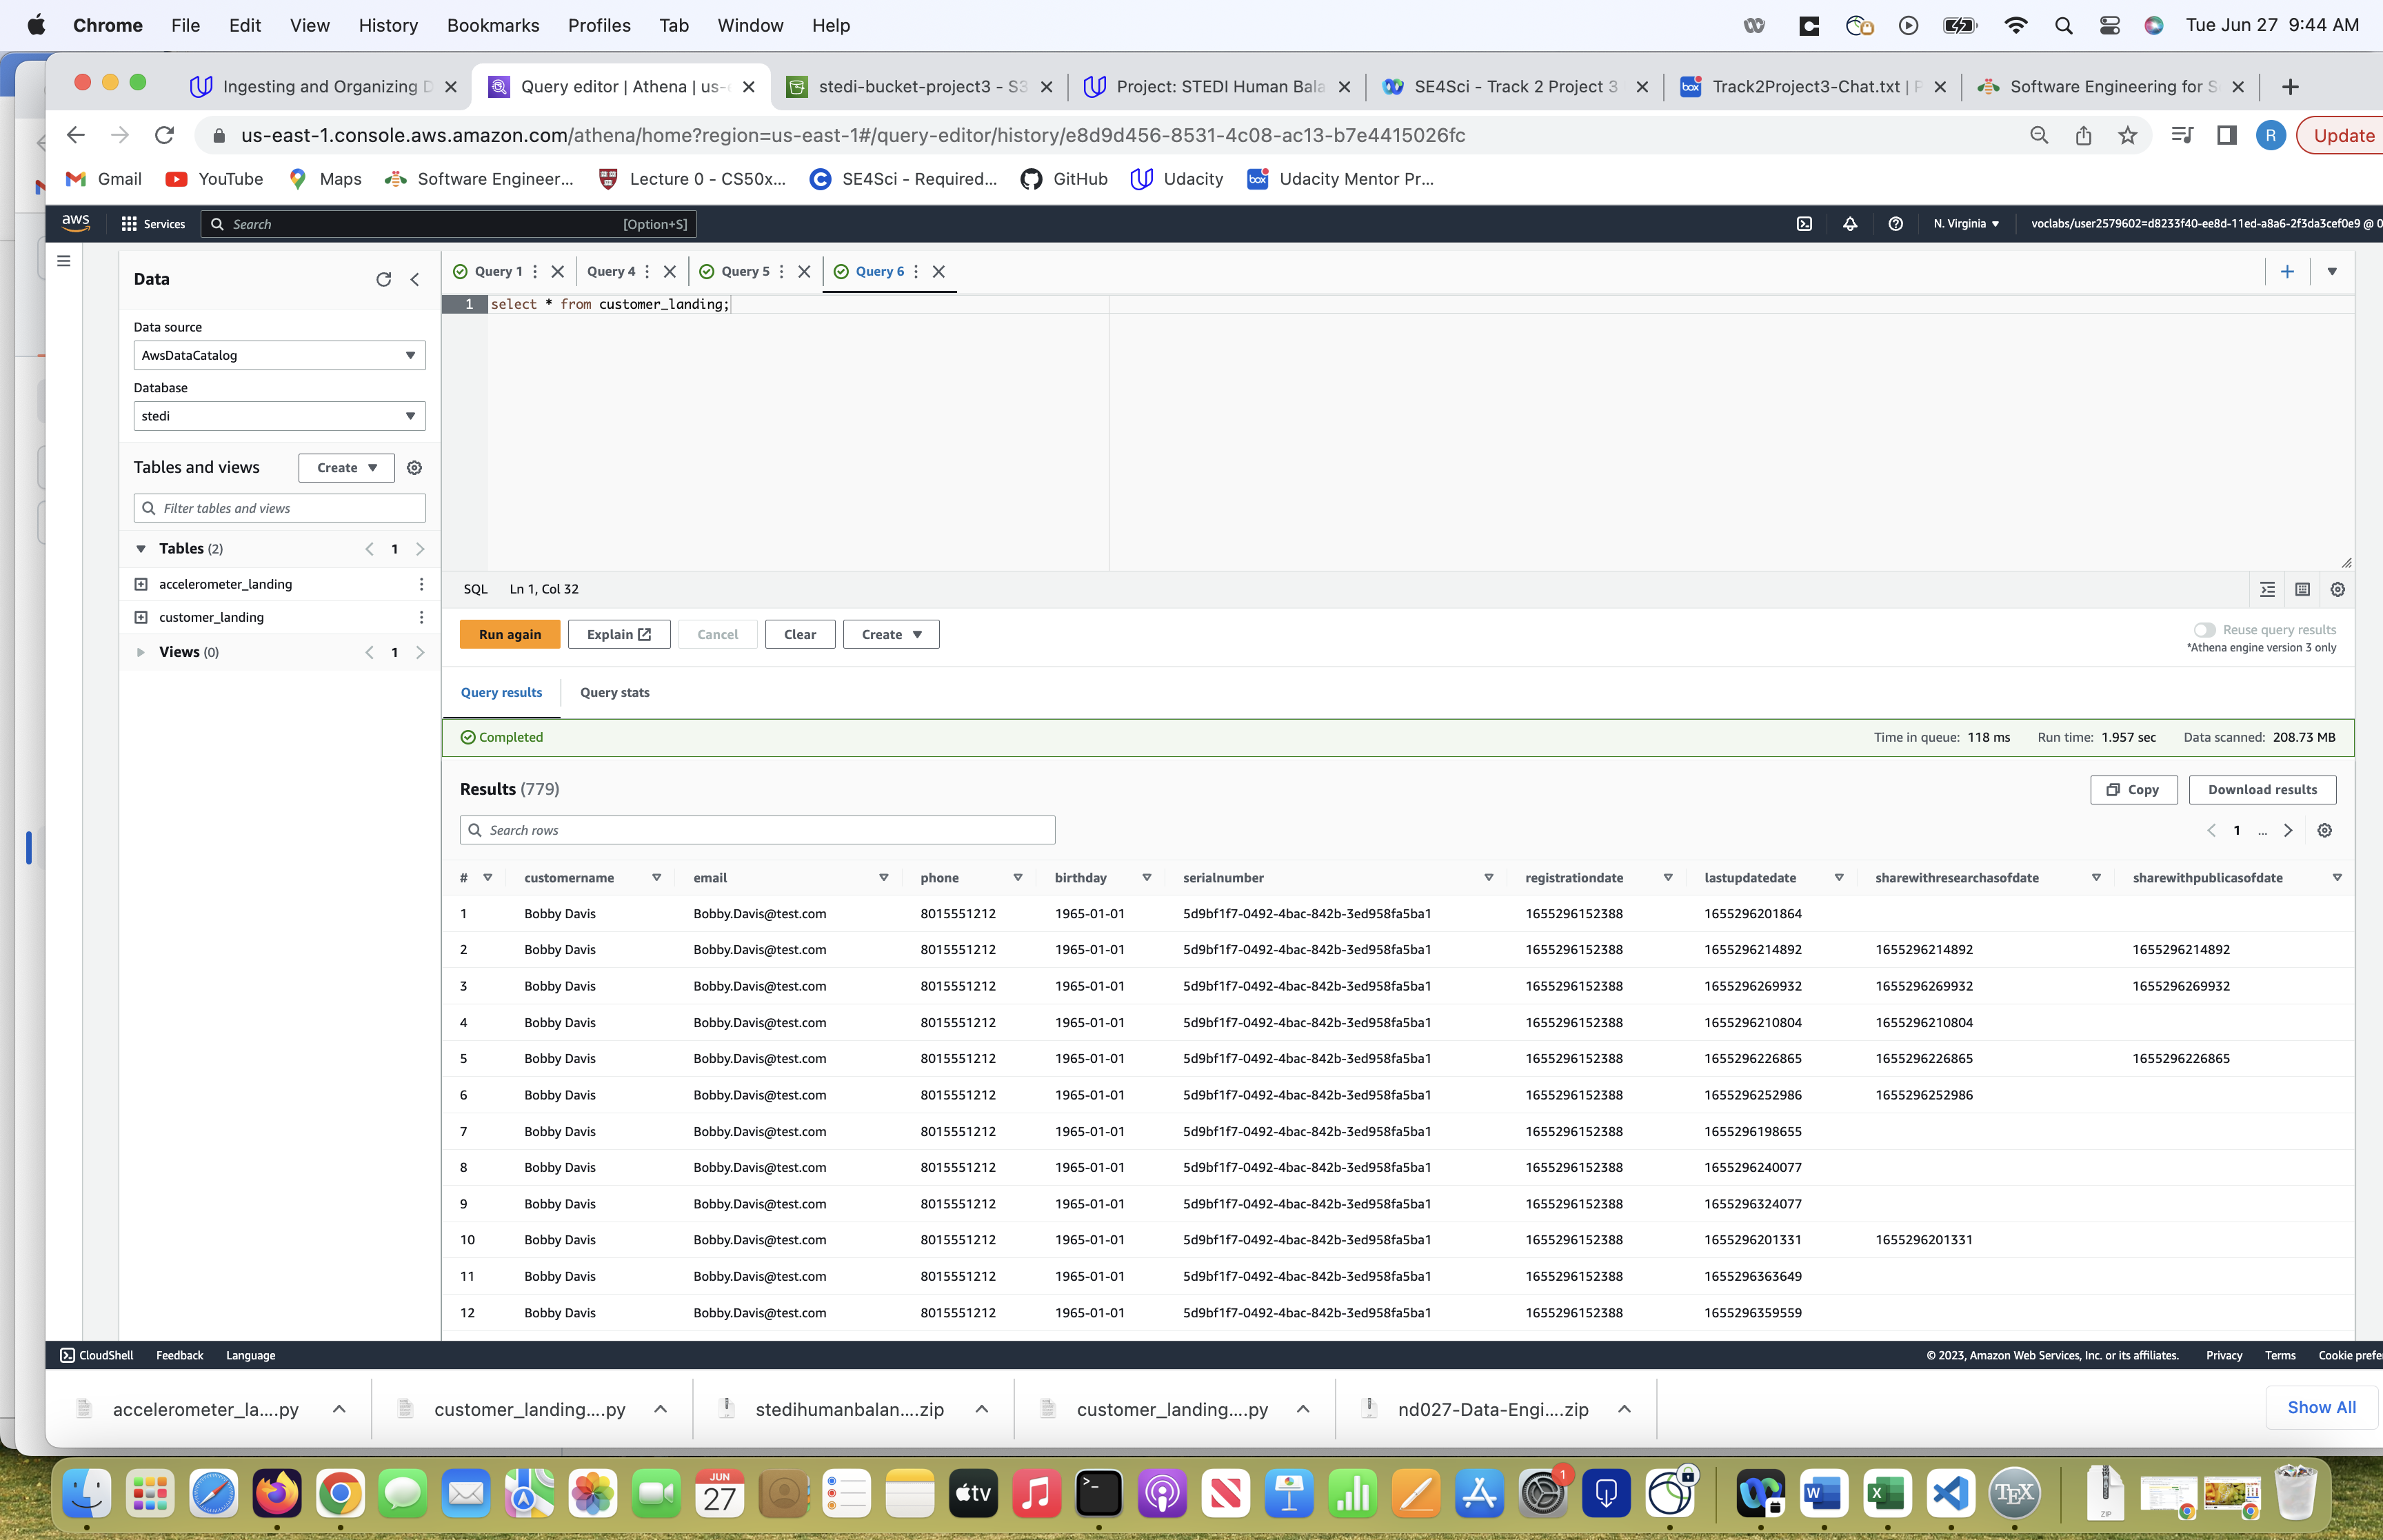 Chrome File Edit View History Bookmarks Profiles Tab Window Help Tue Jun 27 9:44 AM
Ingesting and Organizing D Query editor | Athena | us-e stedi-bucket-project3 - S3 Project: STEDI Human Bala SE4Sci - Track 2 Project 3 Track2Project3-Chat.txt | P Software Engineering for S
us-east-1.console.aws.amazon.com/athena/home?region=us-east-1#/query-editor/history/e8d9d456-8531-4c08-ac13-b7e4415026fc R Update
Gmail YouTube Maps Software Engineer... Lecture 0 - CS50x... SE4Sci - Required... GitHub Udacity Udacity Mentor Pr...
aws Services Search [Option+S] N. Virginia voclabs/user2579602=d8233f40-ee8d-11ed-a8a6-2f3da3cef0e9 @ 0
Data
Query 1 Query 4 Query 5 Query 6
1 select * from customer_landing;
Data source
AwsDataCatalog
Database
stedi
Tables and views Create
Filter tables and views
Tables (2) 1
accelerometer_landing
customer_landing
Views (0) 1
SQL Ln 1, Col 32
Run again Explain Cancel Clear Create
Reuse query results
*Athena engine version 3 only
Query results Query stats
Completed Time in queue: 118 ms Run time: 1.957 sec Data scanned: 208.73 MB
Results (779) Copy Download results
Search rows 1 ...
# customername email phone birthday serialnumber registrationdate lastupdatedate sharewithresearchasofdate sharewithpublicasofdate
1 Bobby Davis Bobby.Davis@test.com 8015551212 1965-01-01 5d9bf1f7-0492-4bac-842b-3ed958fa5ba1 1655296152388 1655296201864
2 Bobby Davis Bobby.Davis@test.com 8015551212 1965-01-01 5d9bf1f7-0492-4bac-842b-3ed958fa5ba1 1655296152388 1655296214892 1655296214892 1655296214892
3 Bobby Davis Bobby.Davis@test.com 8015551212 1965-01-01 5d9bf1f7-0492-4bac-842b-3ed958fa5ba1 1655296152388 1655296269932 1655296269932 1655296269932
4 Bobby Davis Bobby.Davis@test.com 8015551212 1965-01-01 5d9bf1f7-0492-4bac-842b-3ed958fa5ba1 1655296152388 1655296210804 1655296210804
5 Bobby Davis Bobby.Davis@test.com 8015551212 1965-01-01 5d9bf1f7-0492-4bac-842b-3ed958fa5ba1 1655296152388 1655296226865 1655296226865 1655296226865
6 Bobby Davis Bobby.Davis@test.com 8015551212 1965-01-01 5d9bf1f7-0492-4bac-842b-3ed958fa5ba1 1655296152388 1655296252986 1655296252986
7 Bobby Davis Bobby.Davis@test.com 8015551212 1965-01-01 5d9bf1f7-0492-4bac-842b-3ed958fa5ba1 1655296152388 1655296198655
8 Bobby Davis Bobby.Davis@test.com 8015551212 1965-01-01 5d9bf1f7-0492-4bac-842b-3ed958fa5ba1 1655296152388 1655296240077
9 Bobby Davis Bobby.Davis@test.com 8015551212 1965-01-01 5d9bf1f7-0492-4bac-842b-3ed958fa5ba1 1655296152388 1655296324077
10 Bobby Davis Bobby.Davis@test.com 8015551212 1965-01-01 5d9bf1f7-0492-4bac-842b-3ed958fa5ba1 1655296152388 1655296201331 1655296201331
11 Bobby Davis Bobby.Davis@test.com 8015551212 1965-01-01 5d9bf1f7-0492-4bac-842b-3ed958fa5ba1 1655296152388 1655296363649
12 Bobby Davis Bobby.Davis@test.com 8015551212 1965-01-01 5d9bf1f7-0492-4bac-842b-3ed958fa5ba1 1655296152388 1655296359559
CloudShell Feedback Language © 2023, Amazon Web Services, Inc. or its affiliates. Privacy Terms Cookie prefe
accelerometer_la....py customer_landing....py stedihumanbalan....zip customer_landing....py nd027-Data-Engi....zip Show All
JUN 27 tv 1 W X TEX ZIP